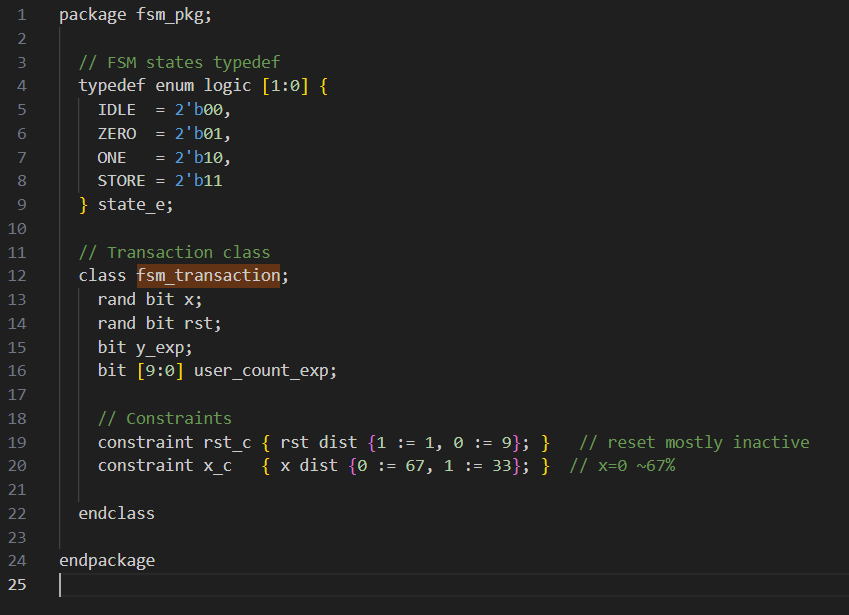 1 package fsm_pkg;
2
3 // FSM states typedef
4 typedef enum logic [1:0] {
5 IDLE  = 2'b00,
6 ZERO  = 2'b01,
7 ONE   = 2'b10,
8 STORE = 2'b11
9 } state_e;
10
11 // Transaction class
12 class fsm_transaction;
13 rand bit x;
14 rand bit rst;
15 bit y_exp;
16 bit [9:0] user_count_exp;
17
18 // Constraints
19 constraint rst_c { rst dist {1 := 1, 0 := 9}; }   // reset mostly inactive
20 constraint x_c   { x dist {0 := 67, 1 := 33}; }  // x=0 ~67%
21
22 endclass
23
24 endpackage
25